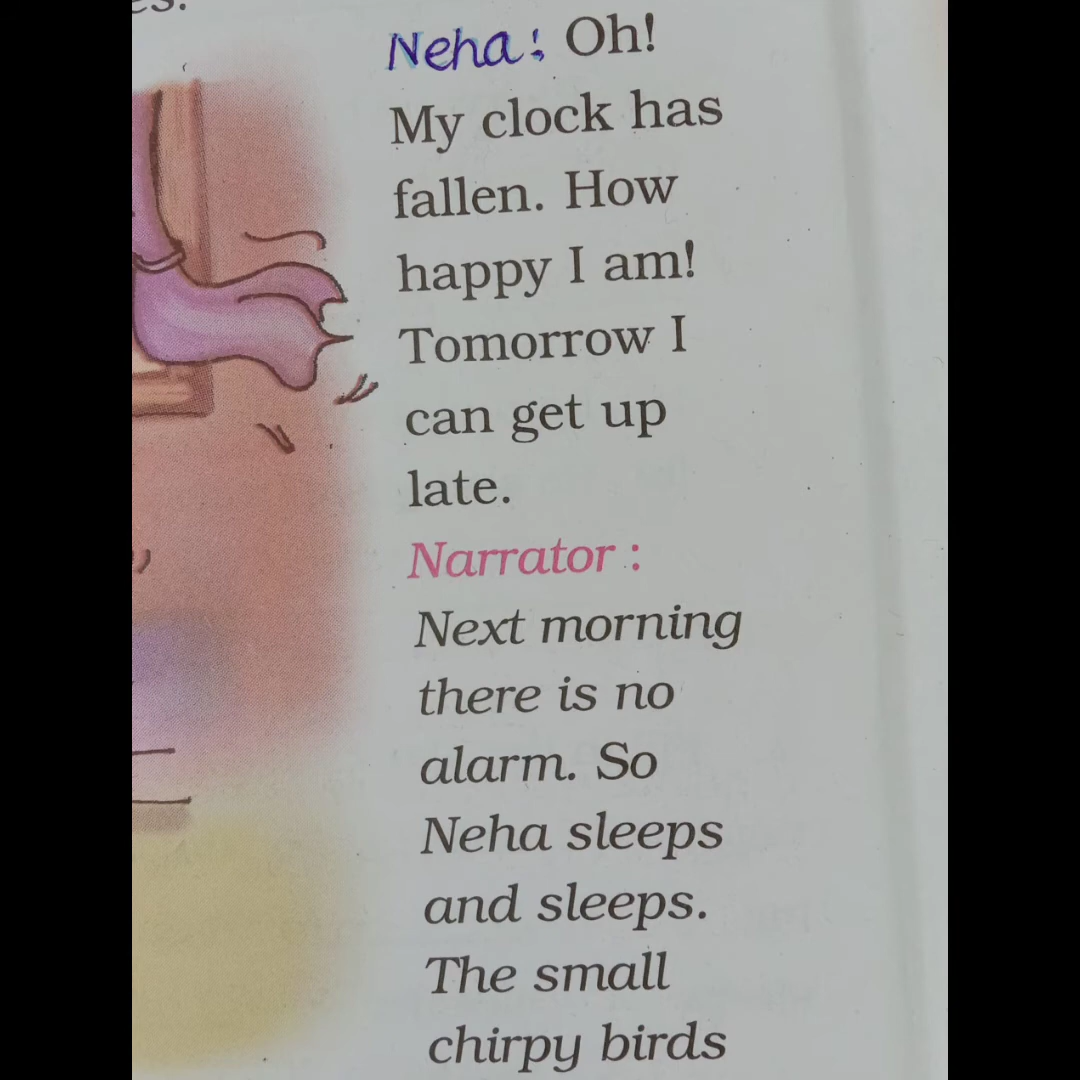 Neha: Oh!
My clock has
fallen. How
happy I am!
Tomorrow I
can get up
late.
Narrator :
Next morning
there is no
alarm. So
Neha sleeps
and sleeps.
The small
chirpy birds